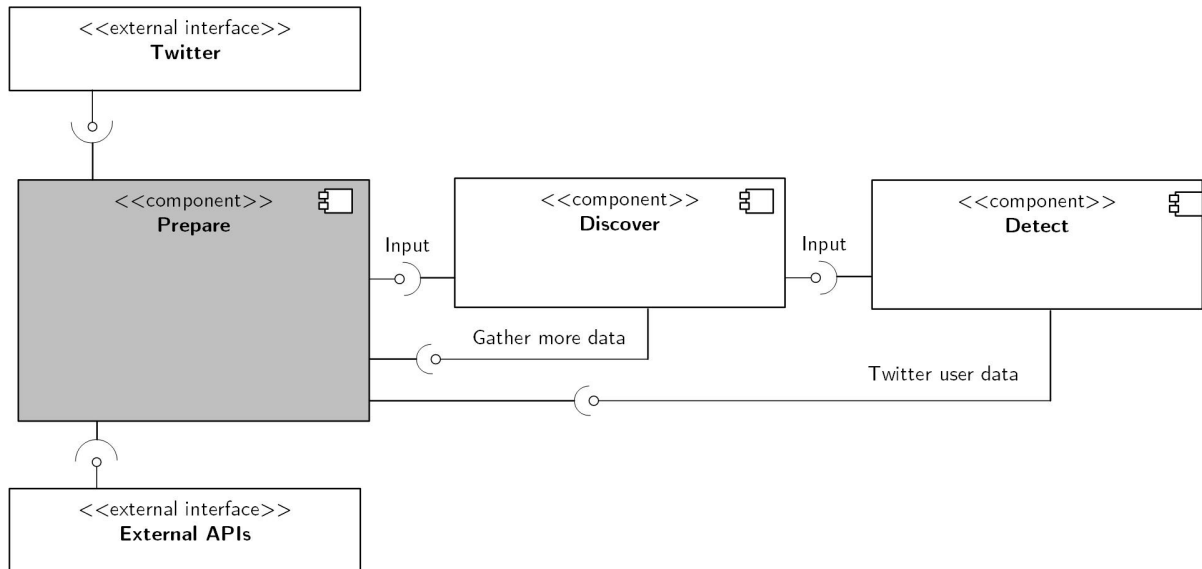 <<external interface>>
Twitter
<<component>>
Prepare
Input
<<component>>
Discover
Input
<<component>>
Detect
Gather more data
Twitter user data
<<external interface>>
External APIs